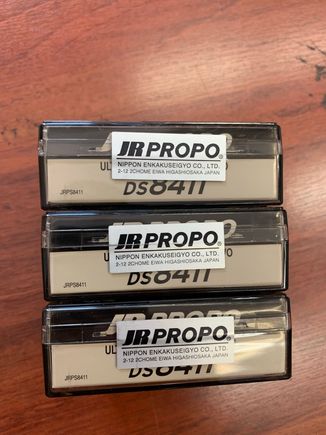 JR PROPO®
NIPPON ENKAKUSEIGYO CO., LTD.
2-12 2CHOME EIWA HIGASHIOSAKA JAPAN
JRPS8411
DS8411
JR PROPO®
NIPPON ENKAKUSEIGYO CO., LTD.
2-12 2CHOME EIWA HIGASHIOSAKA JAPAN
JRPS8411
DS8411
JR PROPO®
NIPPON ENKAKUSEIGYO CO., LTD.
2-12 2CHOME EIWA HIGASHIOSAKA JAPAN
JRPS8411
DS8411